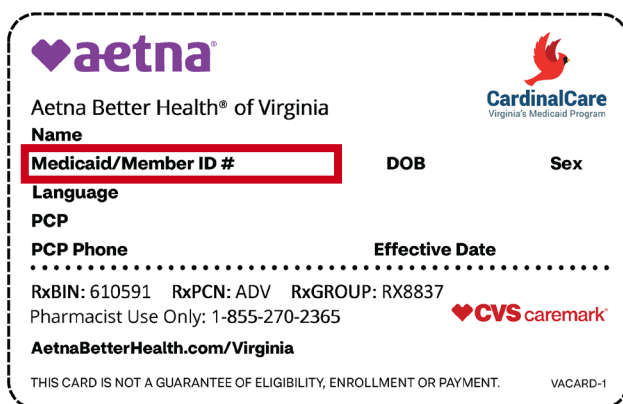 aetna®
CardinalCare
Virginia's Medicaid Program
Aetna Better Health® of Virginia
Name
Medicaid/Member ID # DOB Sex
Language
PCP
PCP Phone Effective Date
RxBIN: 610591 RxPCN: ADV RxGROUP: RX8837
Pharmacist Use Only: 1-855-270-2365
CVS caremark®
AetnaBetterHealth.com/Virginia
THIS CARD IS NOT A GUARANTEE OF ELIGIBILITY, ENROLLMENT OR PAYMENT. VACARD-1